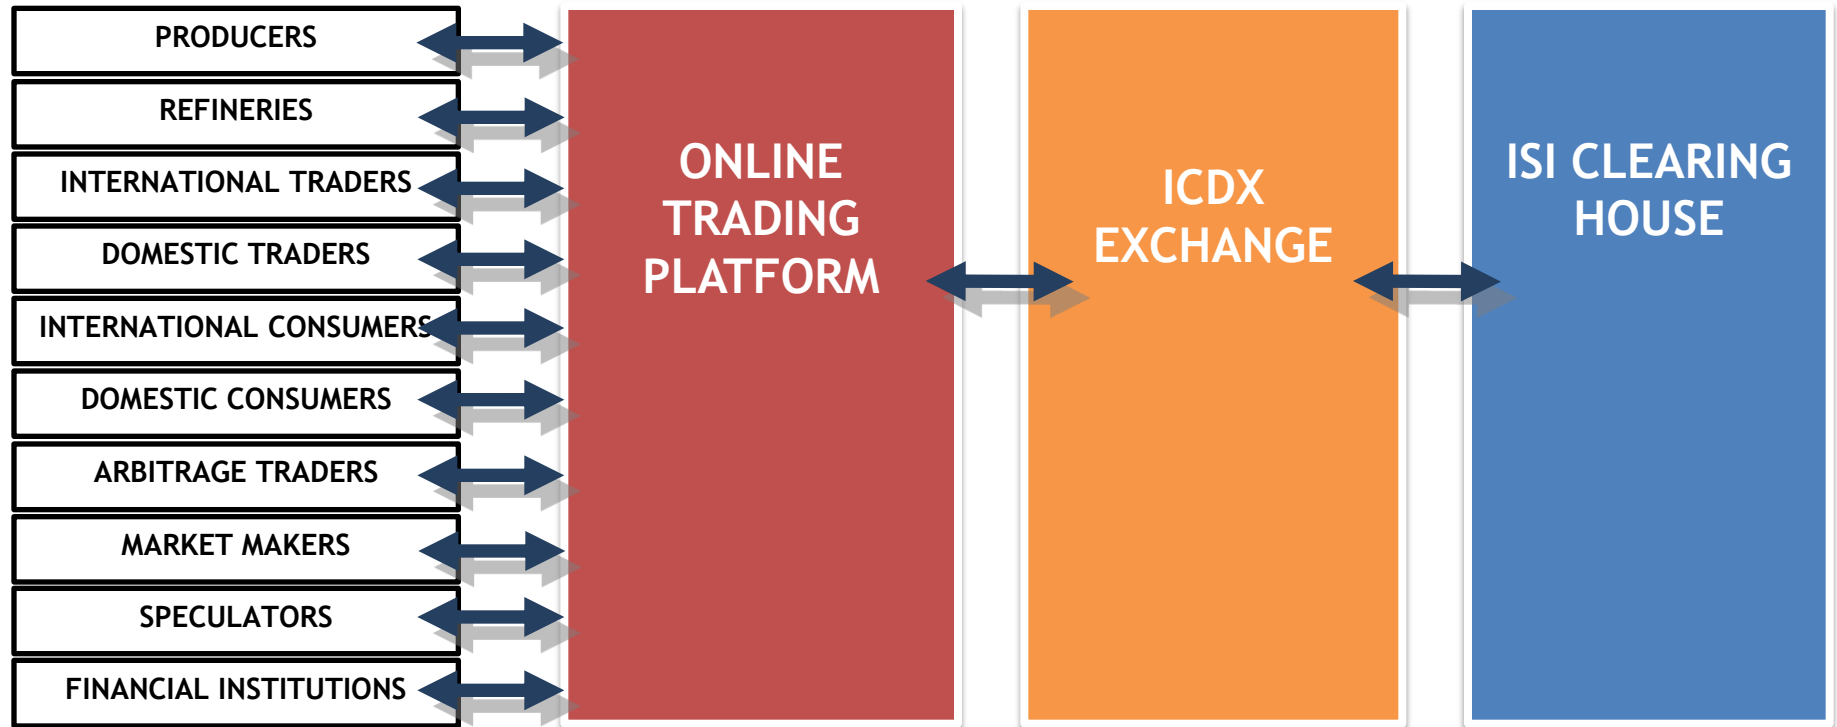 PRODUCERS
REFINERIES
INTERNATIONAL TRADERS
DOMESTIC TRADERS
INTERNATIONAL CONSUMERS
DOMESTIC CONSUMERS
ARBITRAGE TRADERS
MARKET MAKERS
SPECULATORS
FINANCIAL INSTITUTIONS
ONLINE
TRADING
PLATFORM
ICDX
EXCHANGE
ISI CLEARING
HOUSE